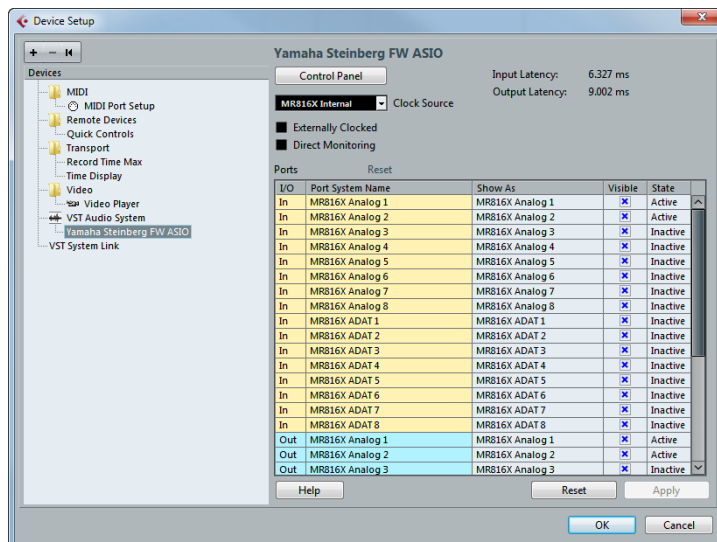 Device Setup
+ - 
Devices
MIDI
MIDI Port Setup
Remote Devices
Quick Controls
Transport
Record Time Max
Time Display
Video
Video Player
VST Audio System
Yamaha Steinberg FW ASIO
VST System Link
Yamaha Steinberg FW ASIO
Control Panel
Input Latency: 6.327 ms
Output Latency: 9.002 ms
MR816X Internal Clock Source
Externally Clocked
Direct Monitoring
Ports Reset
I/O Port System Name Show As Visible State
In MR816X Analog 1 MR816X Analog 1 Active
In MR816X Analog 2 MR816X Analog 2 Active
In MR816X Analog 3 MR816X Analog 3 Inactive
In MR816X Analog 4 MR816X Analog 4 Inactive
In MR816X Analog 5 MR816X Analog 5 Inactive
In MR816X Analog 6 MR816X Analog 6 Inactive
In MR816X Analog 7 MR816X Analog 7 Inactive
In MR816X Analog 8 MR816X Analog 8 Inactive
In MR816X ADAT 1 MR816X ADAT 1 Inactive
In MR816X ADAT 2 MR816X ADAT 2 Inactive
In MR816X ADAT 3 MR816X ADAT 3 Inactive
In MR816X ADAT 4 MR816X ADAT 4 Inactive
In MR816X ADAT 5 MR816X ADAT 5 Inactive
In MR816X ADAT 6 MR816X ADAT 6 Inactive
In MR816X ADAT 7 MR816X ADAT 7 Inactive
In MR816X ADAT 8 MR816X ADAT 8 Inactive
Out MR816X Analog 1 MR816X Analog 1 Active
Out MR816X Analog 2 MR816X Analog 2 Active
Out MR816X Analog 3 MR816X Analog 3 Inactive
Help Reset Apply
OK Cancel